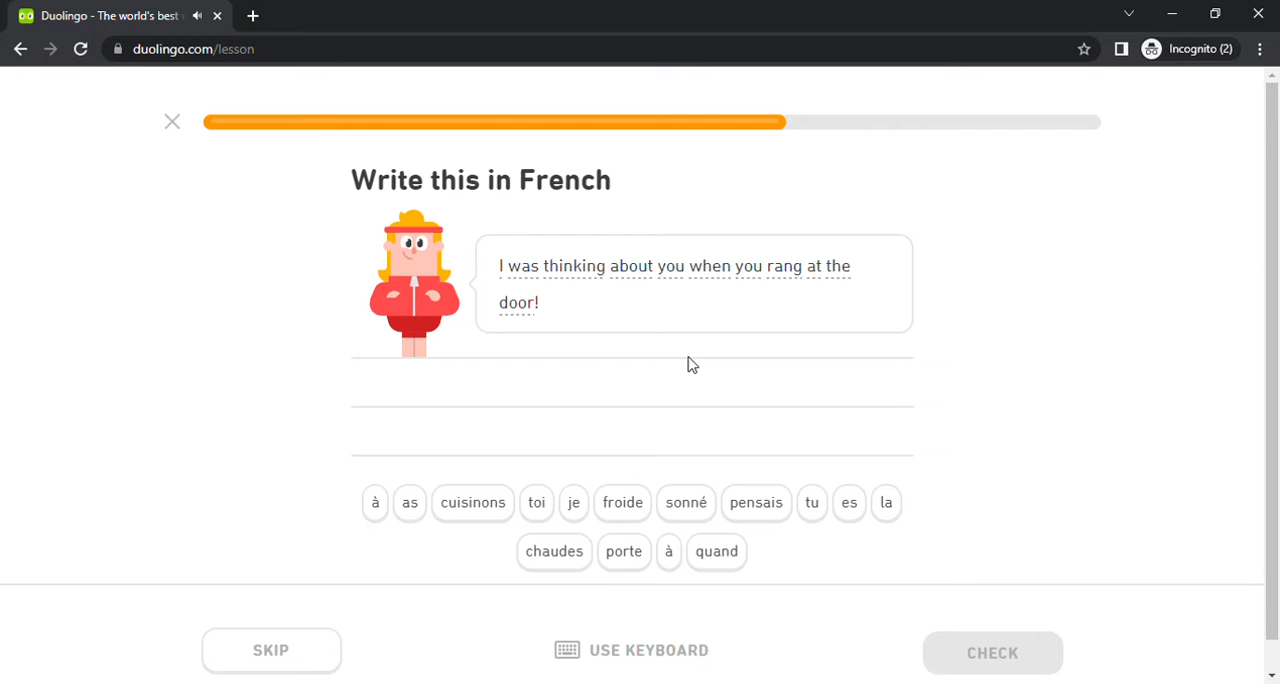 Duolingo - The world's best
duolingo.com/lesson
Incognito (2)
Write this in French
I was thinking about you when you rang at the
door!
à as cuisinons toi je froide sonné pensais tu es la
chaudes porte à quand
SKIP USE KEYBOARD CHECK